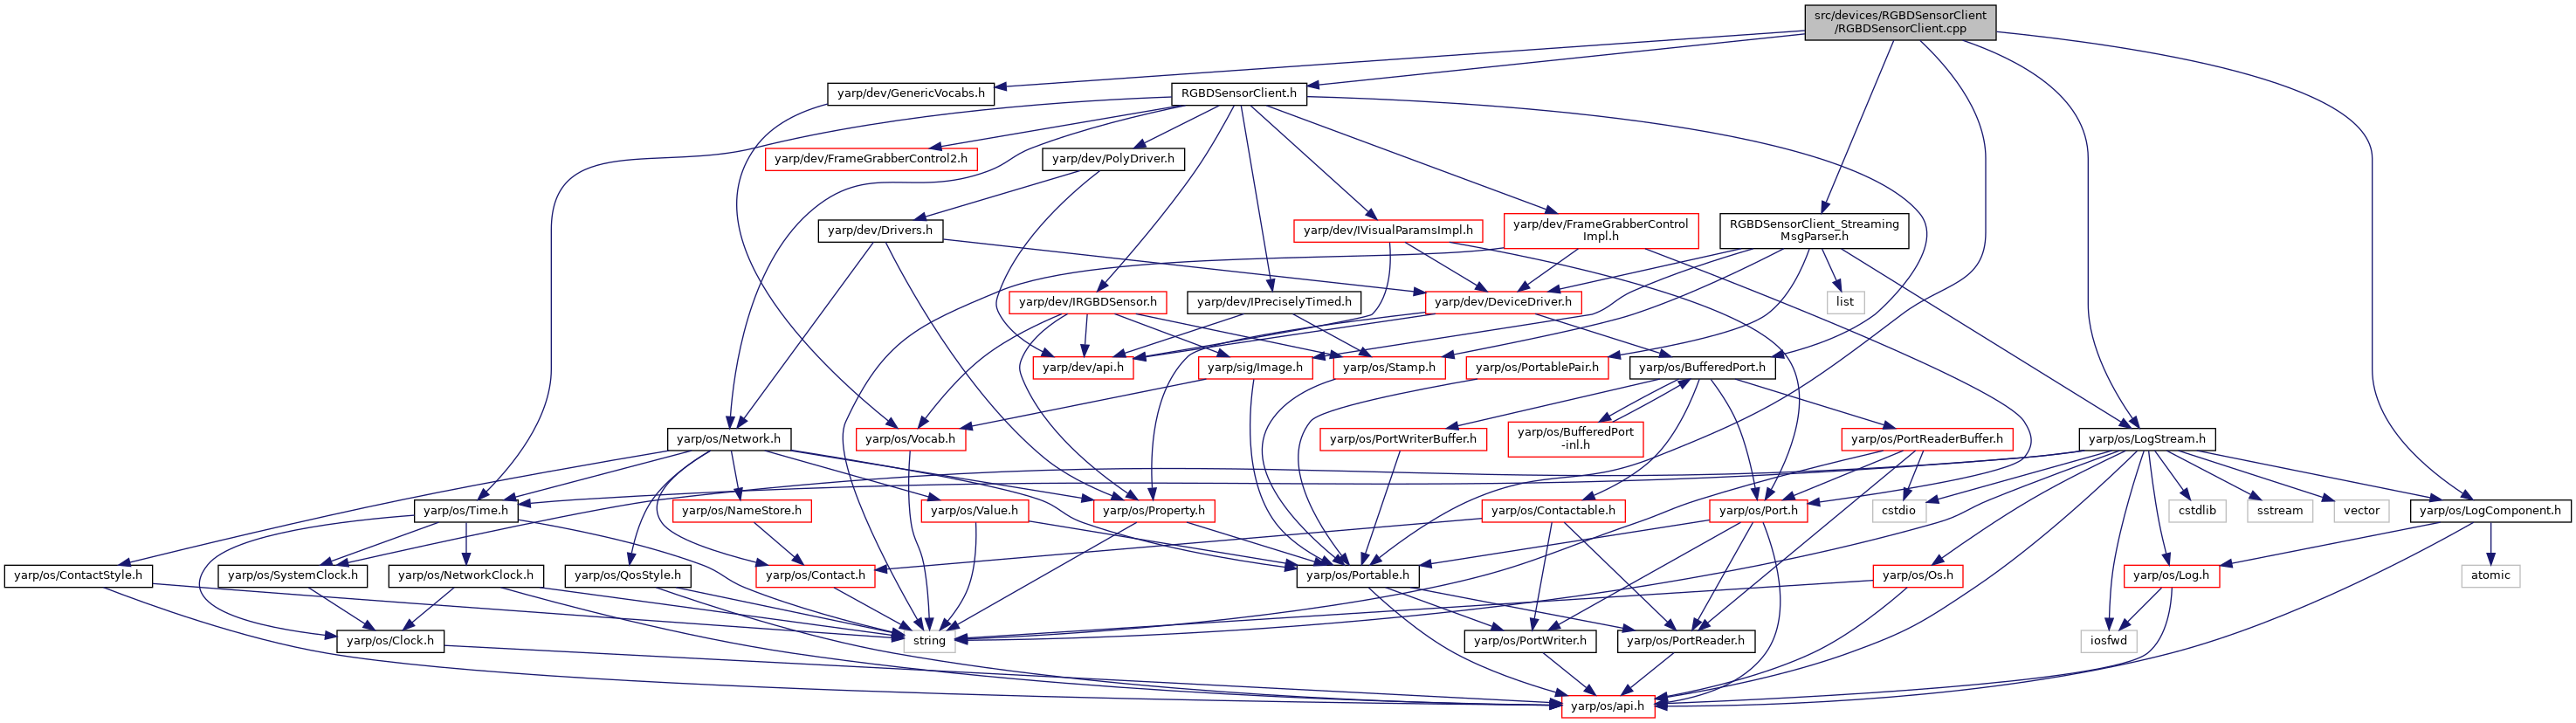 src/devices/RGBDSensorClient
/RGBDSensorClient.cpp
yarp/dev/GenericVocabs.h
RGBDSensorClient.h
yarp/dev/FrameGrabberControl2.h
yarp/dev/PolyDriver.h
yarp/dev/Drivers.h
yarp/dev/IVisualParamsImpl.h
yarp/dev/FrameGrabberControl
Impl.h
RGBDSensorClient_Streaming
MsgParser.h
yarp/dev/IRGBDSensor.h
yarp/dev/IPreciselyTimed.h
yarp/dev/DeviceDriver.h
list
yarp/dev/api.h
yarp/sig/Image.h
yarp/os/Stamp.h
yarp/os/PortablePair.h
yarp/os/BufferedPort.h
yarp/os/Network.h
yarp/os/Vocab.h
yarp/os/PortWriterBuffer.h
yarp/os/BufferedPort
-inl.h
yarp/os/PortReaderBuffer.h
yarp/os/LogStream.h
yarp/os/Time.h
yarp/os/NameStore.h
yarp/os/Value.h
yarp/os/Property.h
yarp/os/Contactable.h
yarp/os/Port.h
cstdio
cstdlib
sstream
vector
yarp/os/LogComponent.h
yarp/os/ContactStyle.h
yarp/os/SystemClock.h
yarp/os/NetworkClock.h
yarp/os/QosStyle.h
yarp/os/Contact.h
yarp/os/Portable.h
yarp/os/Os.h
yarp/os/Log.h
atomic
yarp/os/Clock.h
string
yarp/os/PortWriter.h
yarp/os/PortReader.h
iosfwd
yarp/os/api.h